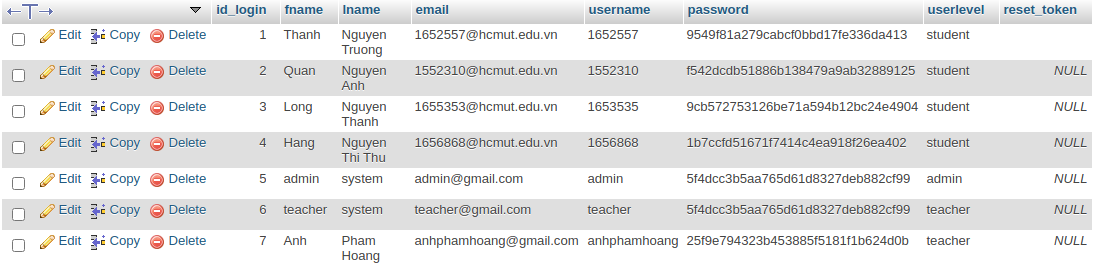 id_login fname lname email username password userlevel reset_token
Edit Copy Delete 1 Thanh Nguyen 1652557@hcmut.edu.vn 1652557 9549f81a279cabcf0bbd17fe336da413 student
Truong
Edit Copy Delete 2 Quan Nguyen 1552310@hcmut.edu.vn 1552310 f542dcdb51886b138479a9ab32889125 student NULL
Anh
Edit Copy Delete 3 Long Nguyen 1655353@hcmut.edu.vn 1653535 9cb572753126be71a594b12bc24e4904 student NULL
Thanh
Edit Copy Delete 4 Hang Nguyen 1656868@hcmut.edu.vn 1656868 1b7ccfd51671f7414c4ea918f26ea402 student NULL
Thi Thu
Edit Copy Delete 5 admin system admin@gmail.com admin 5f4dcc3b5aa765d61d8327deb882cf99 admin NULL
Edit Copy Delete 6 teacher system teacher@gmail.com teacher 5f4dcc3b5aa765d61d8327deb882cf99 teacher NULL
Edit Copy Delete 7 Anh Pham anhphamhoang@gmail.com anhphamhoang 25f9e794323b453885f5181f1b624d0b teacher NULL
Hoang